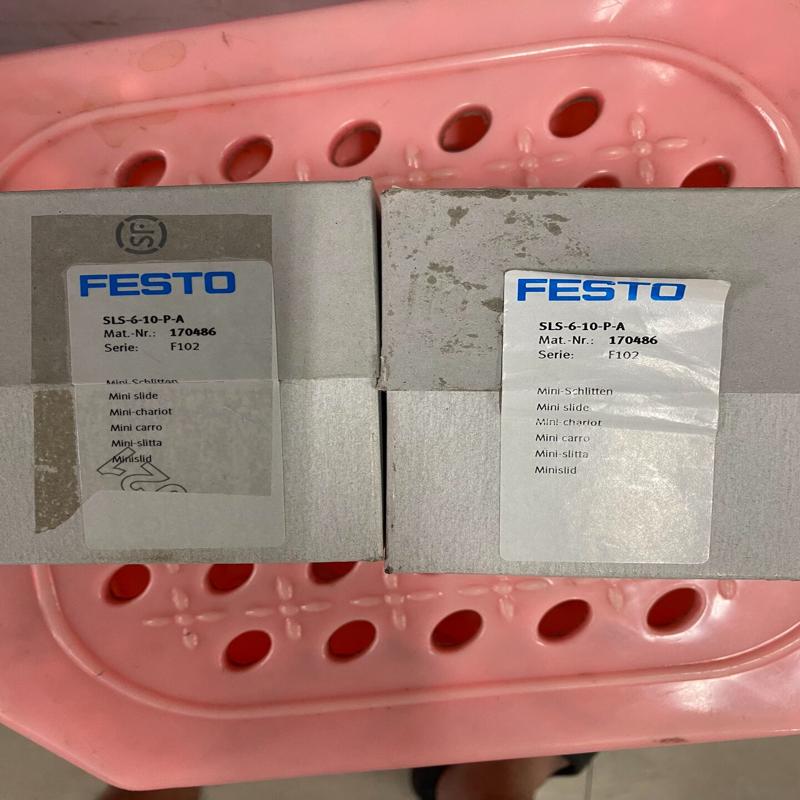 FESTO
SLS-6-10-P-A
Mat.-Nr.: 170486
Serie: F102
Mini-Schlitten
Mini slide
Mini-chariot
Mini carro
Mini-slitta
Minislid
FESTO
SLS-6-10-P-A
Mat.-Nr.: 170486
Serie: F102
Mini-Schlitten
Mini slide
Mini-chariot
Mini carro
Mini-slitta
Minislid